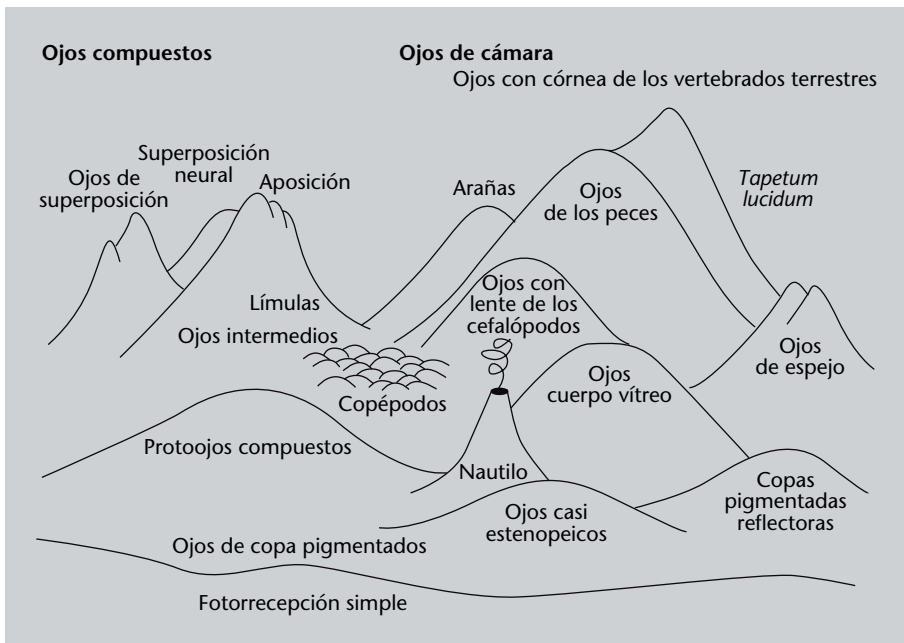 Ojos compuestos
Ojos de cámara
Ojos con córnea de los vertebrados terrestres
Superposición
neural
Ojos de
superposición
Aposición
Arañas
Ojos
de los peces
Tapetum
lucidum
Límulas
Ojos con
lente de los
cefalópodos
Ojos intermedios
Ojos
de espejo
Ojos
cuerpo vítreo
Copépodos
Protoojos compuestos
Nautilo
Copas
pigmentadas
reflectoras
Ojos casi
estenopeicos
Ojos de copa pigmentados
Fotorrecepción simple